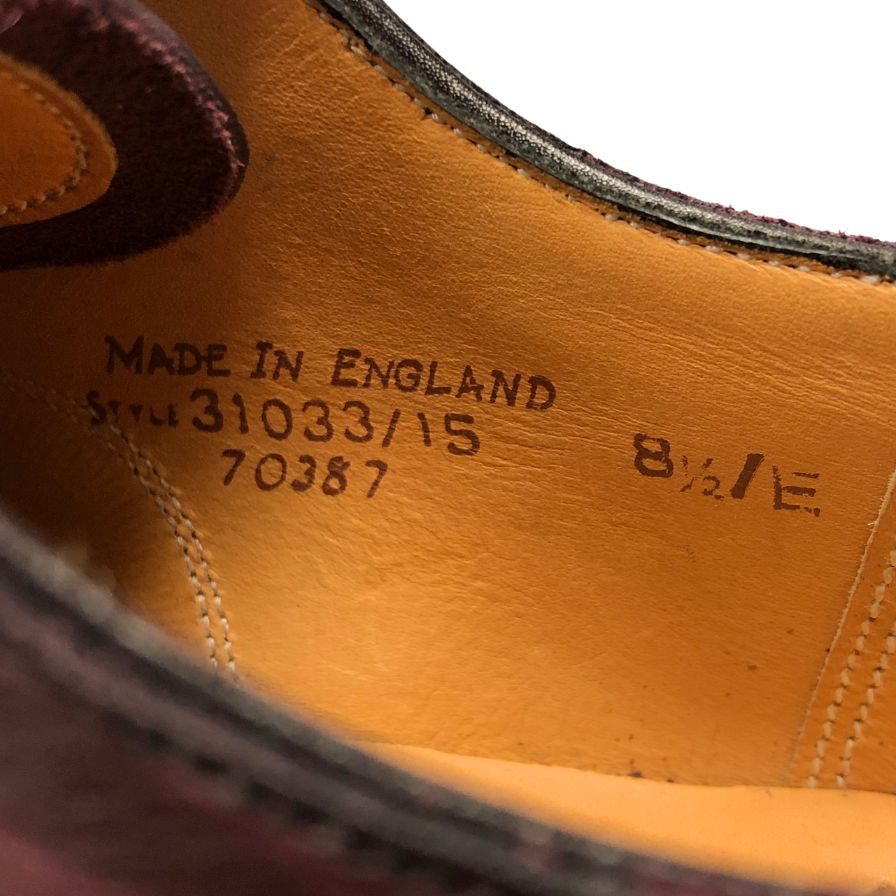 MADE IN ENGLAND
STYLE 31033/15
70387
8½/E